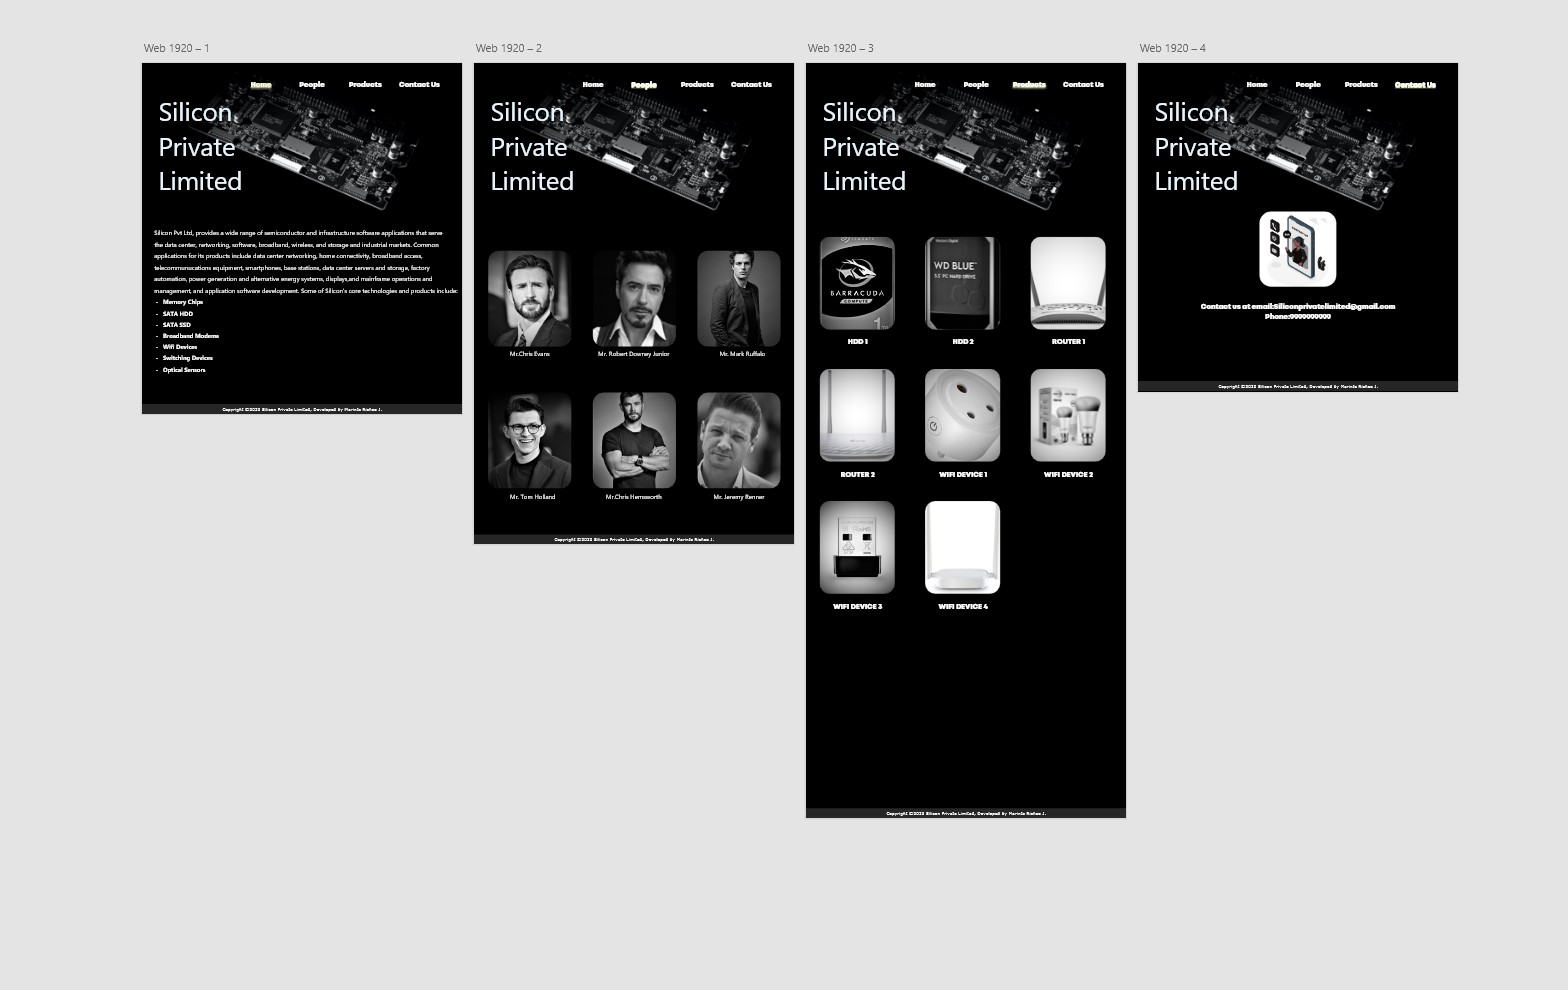 Web 1920 – 1
Home People Products Contact Us
Silicon
Private
Limited
Silicon Pvt Ltd, provides a wide range of semiconductor and infrastructure software applications that serve
the data center, networking, software, broadband, wireless, and storage and industrial markets. Common
applications for its products include data center networking, home connectivity, broadband access,
telecommunications equipment, smartphones, base stations, data center servers and storage, factory
automation, power generation and alternative energy systems, displays,and mainframe operations and
management, and application software development. Some of Silicon's core technologies and products include:
- Memory Chips
- SATA HDD
- SATA SSD
- Broadband Modems
- Wifi Devices
- Switching Devices
- Optical Sensors
Copyright ©2023 Silicon Private Limited, Developed By J.
Web 1920 – 2
Home People Products Contact Us
Silicon
Private
Limited
Mr.Chris Evans
Mr. Robert Downey Junior
Mr. Mark Ruffalo
Mr. Tom Holland
Mr.Chris Hemsworth
Mr. Jeremy Renner
Copyright ©2023 Silicon Private Limited, Developed By J.
Web 1920 – 3
Home People Products Contact Us
Silicon
Private
Limited
BARRACUDA
COMPUTE
1
WD BLUE
HDD 1
HDD 2
ROUTER 1
ROUTER 2
WIFI DEVICE 1
WIFI DEVICE 2
WIFI DEVICE 3
WIFI DEVICE 4
Copyright ©2023 Silicon Private Limited, Developed By J.
Web 1920 – 4
Home People Products Contact Us
Silicon
Private
Limited
Contact us at email:Siliconprivatelimited@gmail.com
Phone:9999999999
Copyright ©2023 Silicon Private Limited, Developed By J.